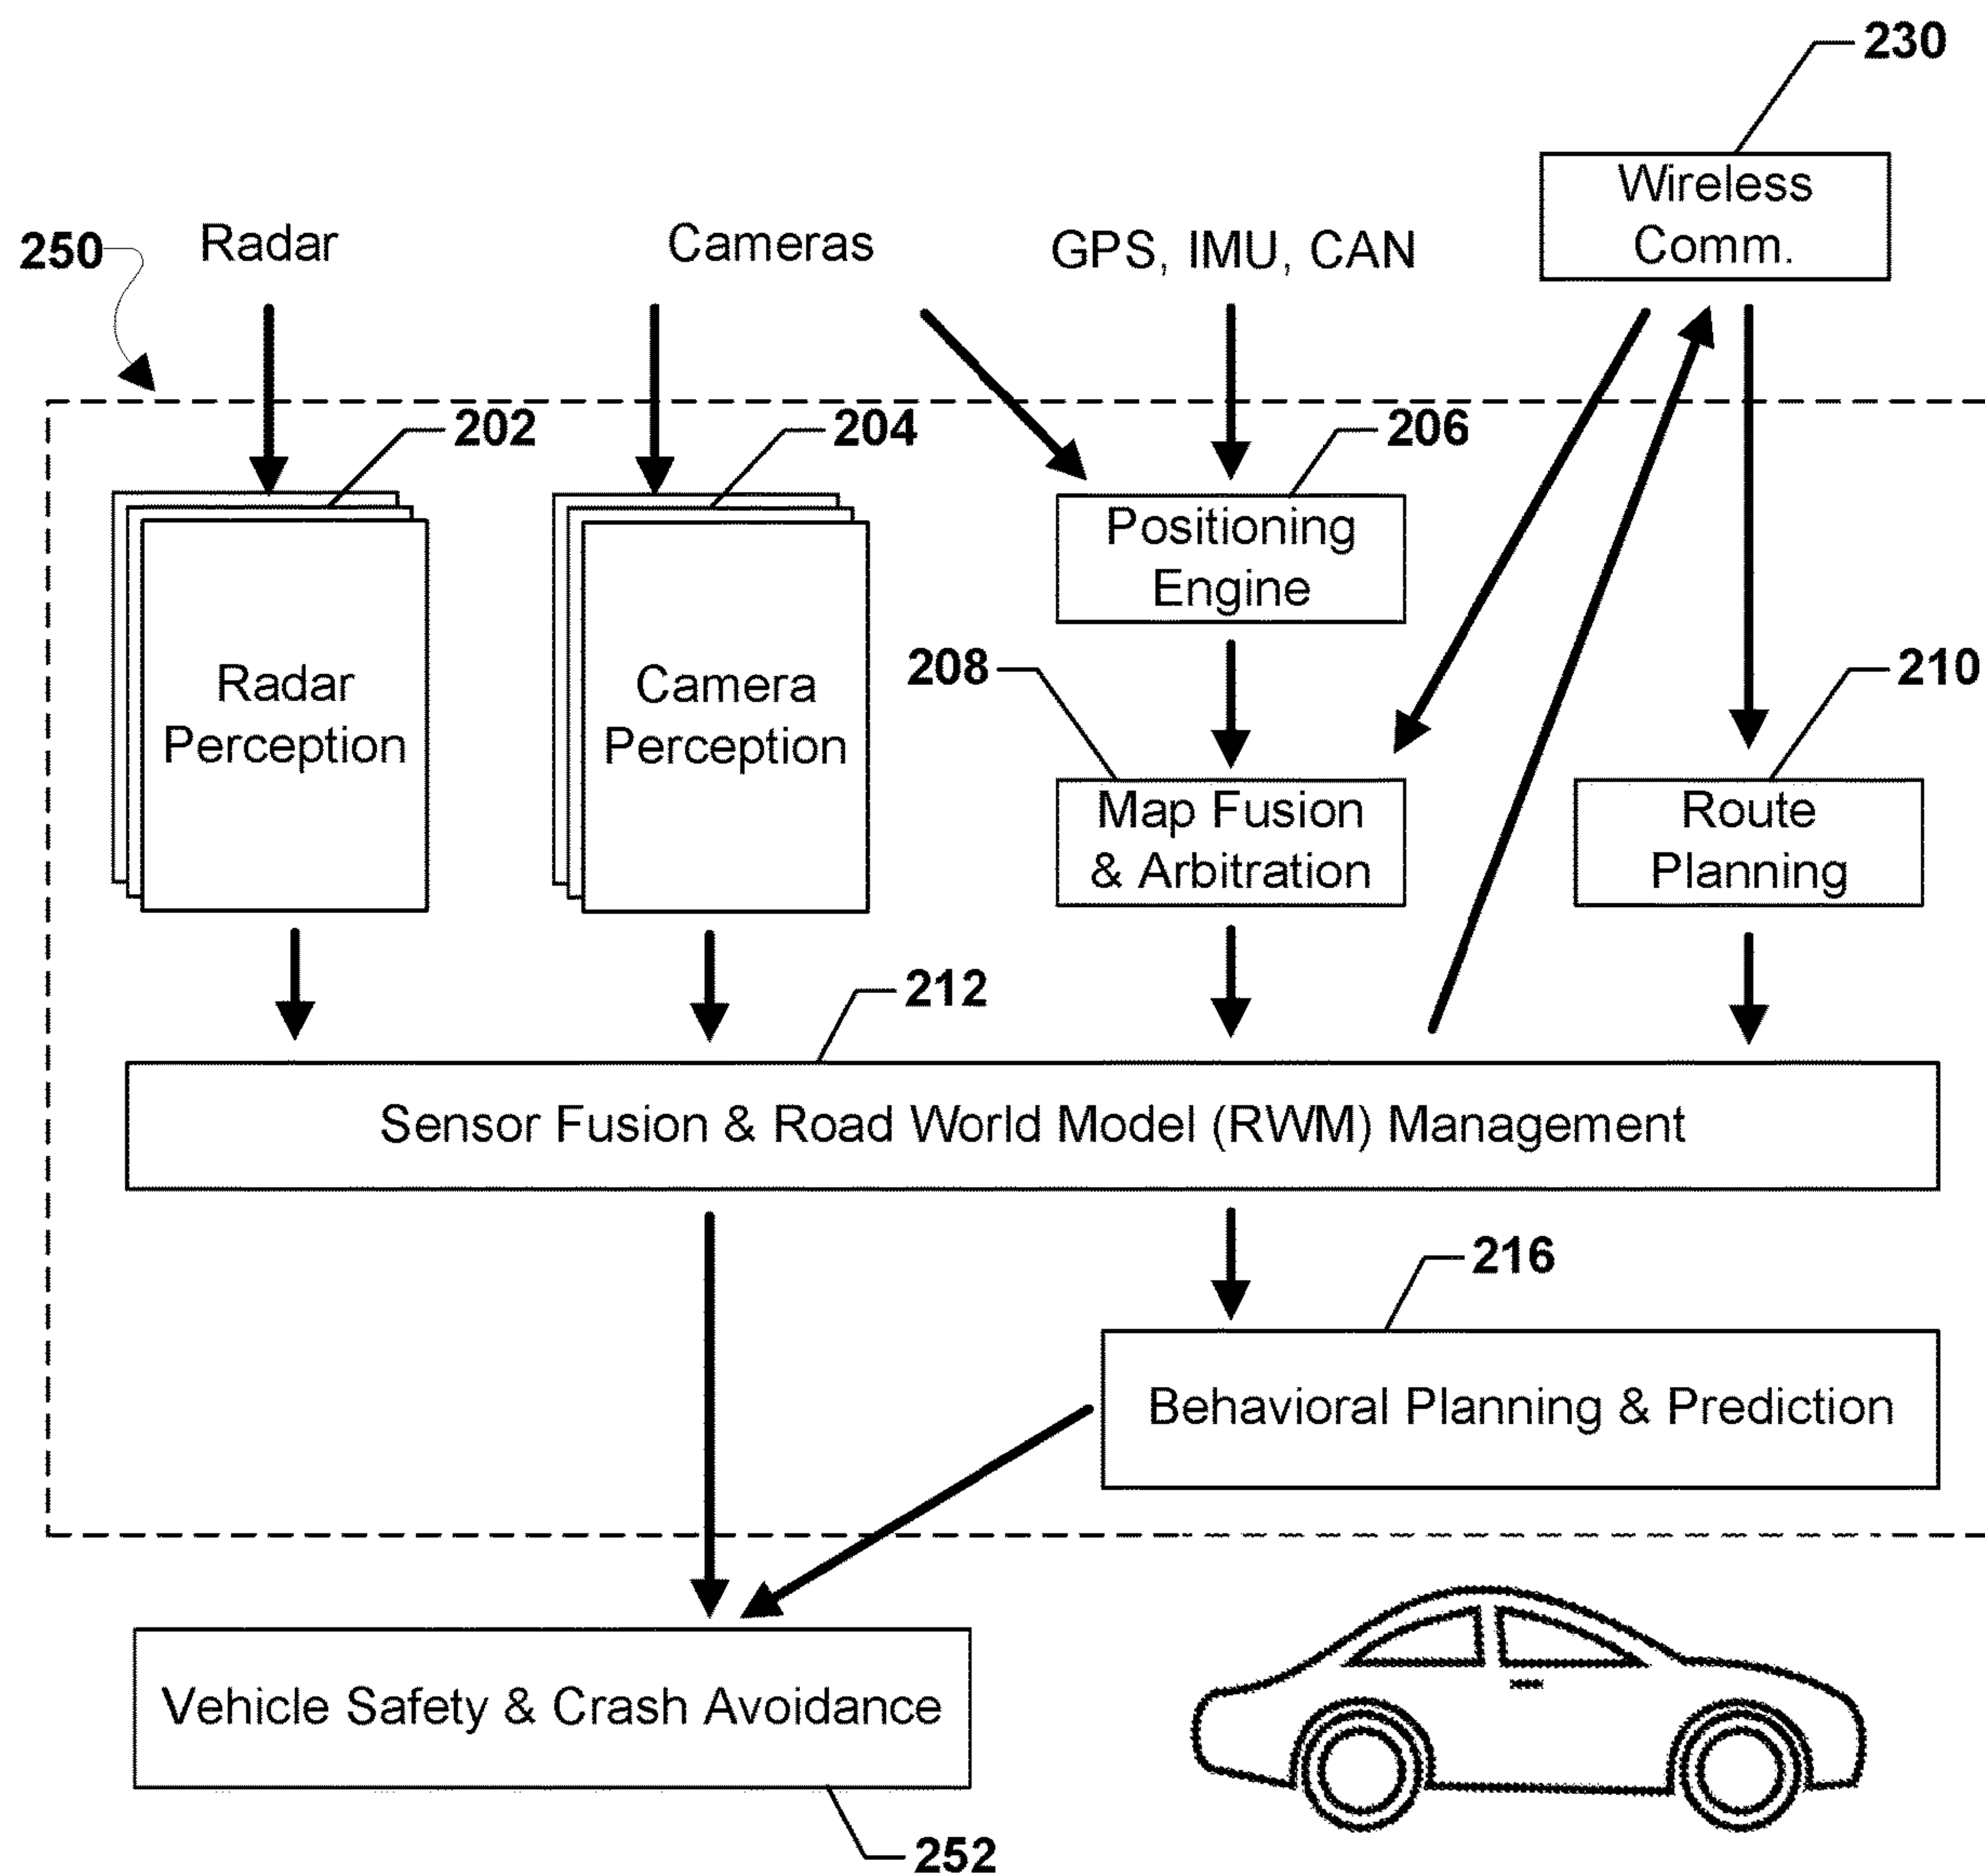 230
Wireless
Comm.
250
Radar
Cameras
GPS, IMU, CAN
202
204
206
Positioning
Engine
208
210
Radar
Perception
Camera
Perception
Map Fusion
& Arbitration
Route
Planning
212
Sensor Fusion & Road World Model (RWM) Management
216
Behavioral Planning & Prediction
Vehicle Safety & Crash Avoidance
252